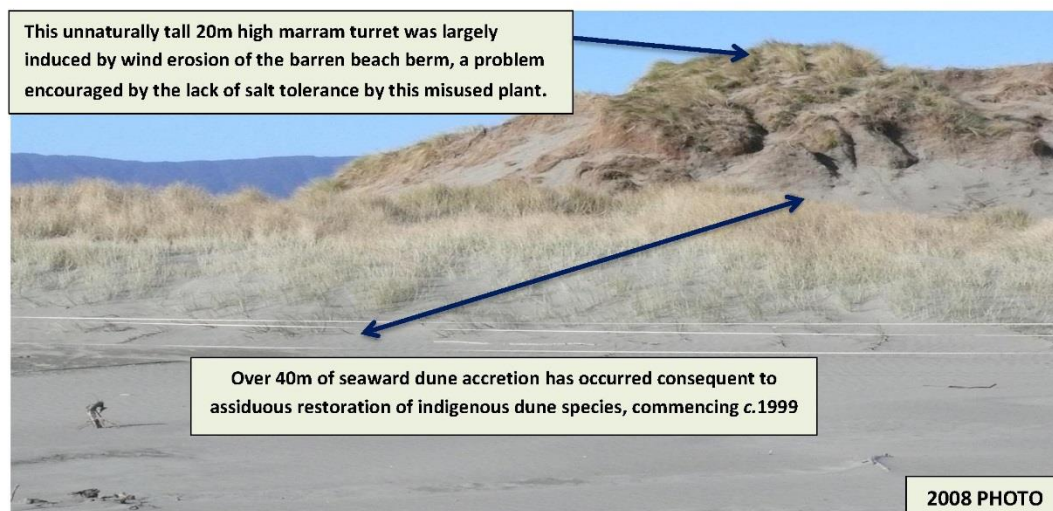 This unnaturally tall 20m high marram turret was largely
induced by wind erosion of the barren beach berm, a problem
encouraged by the lack of salt tolerance by this misused plant.
Over 40m of seaward dune accretion has occurred consequent to
assiduous restoration of indigenous dune species, commencing c.1999
2008 PHOTO